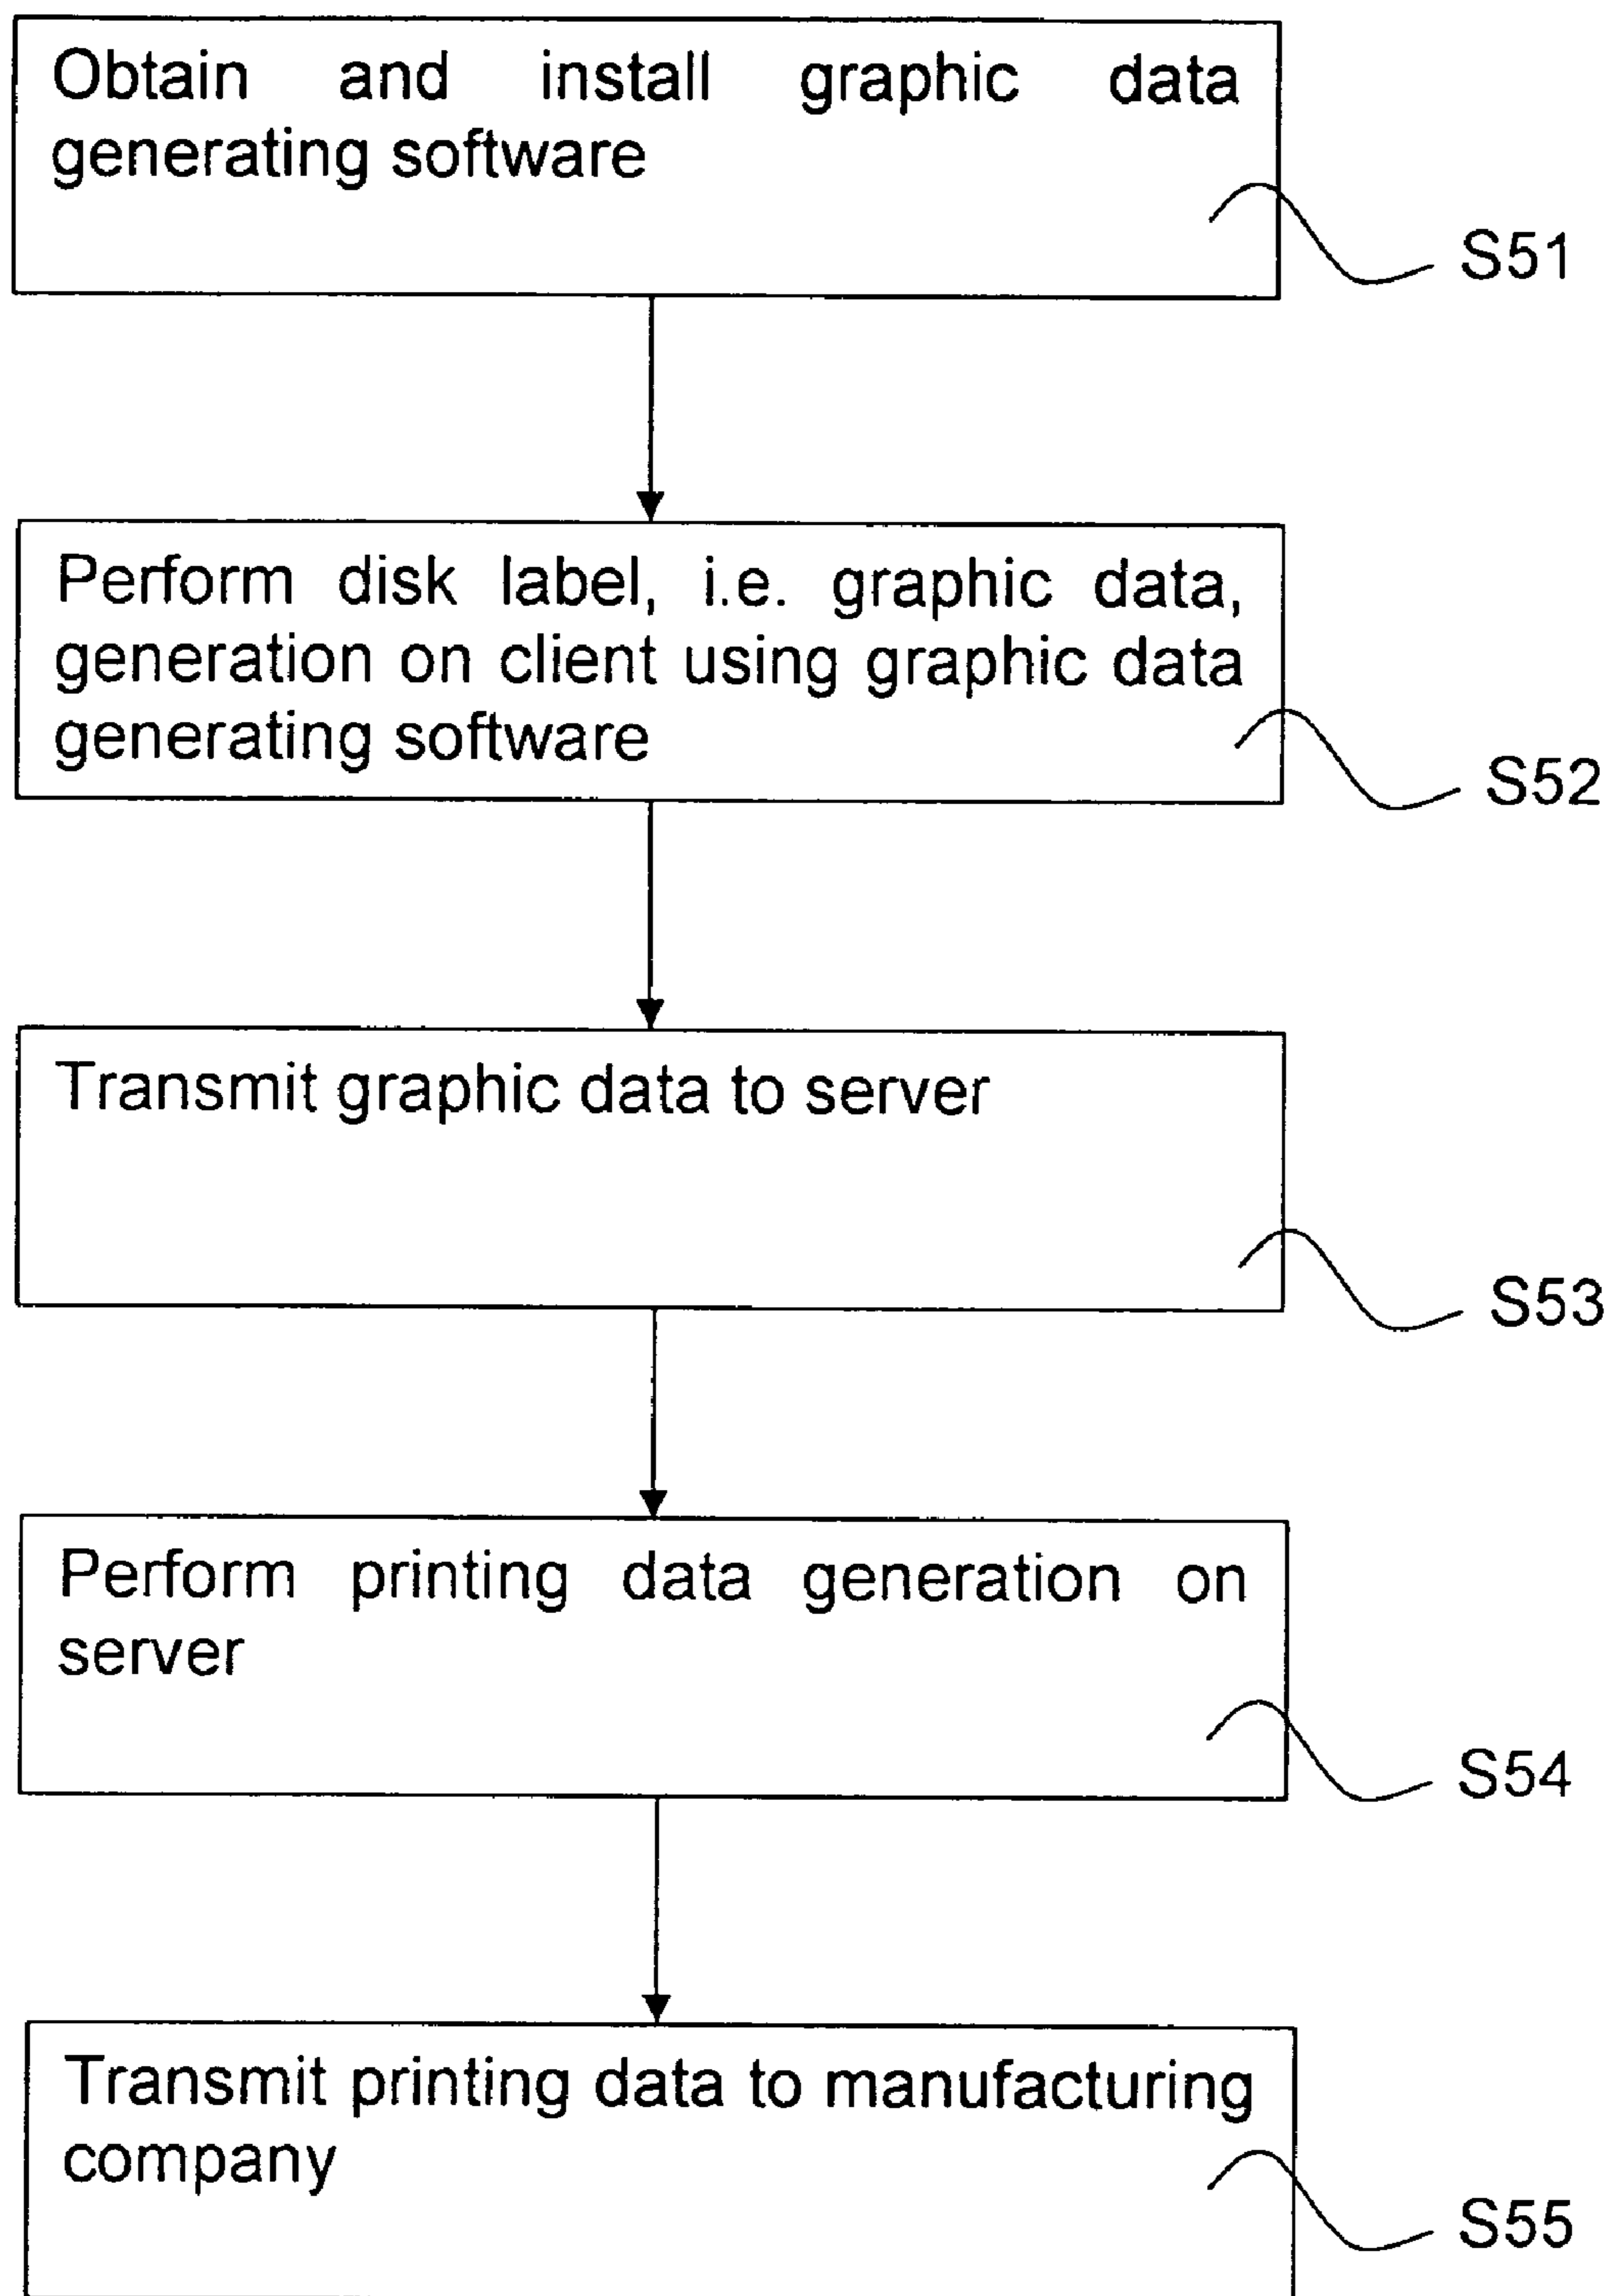 Obtain and install graphic data
generating software
S51
Perform disk label, i.e. graphic data,
generation on client using graphic data
generating software
S52
Transmit graphic data to server
S53
Perform printing data generation on
server
S54
Transmit printing data to manufacturing
company
S55